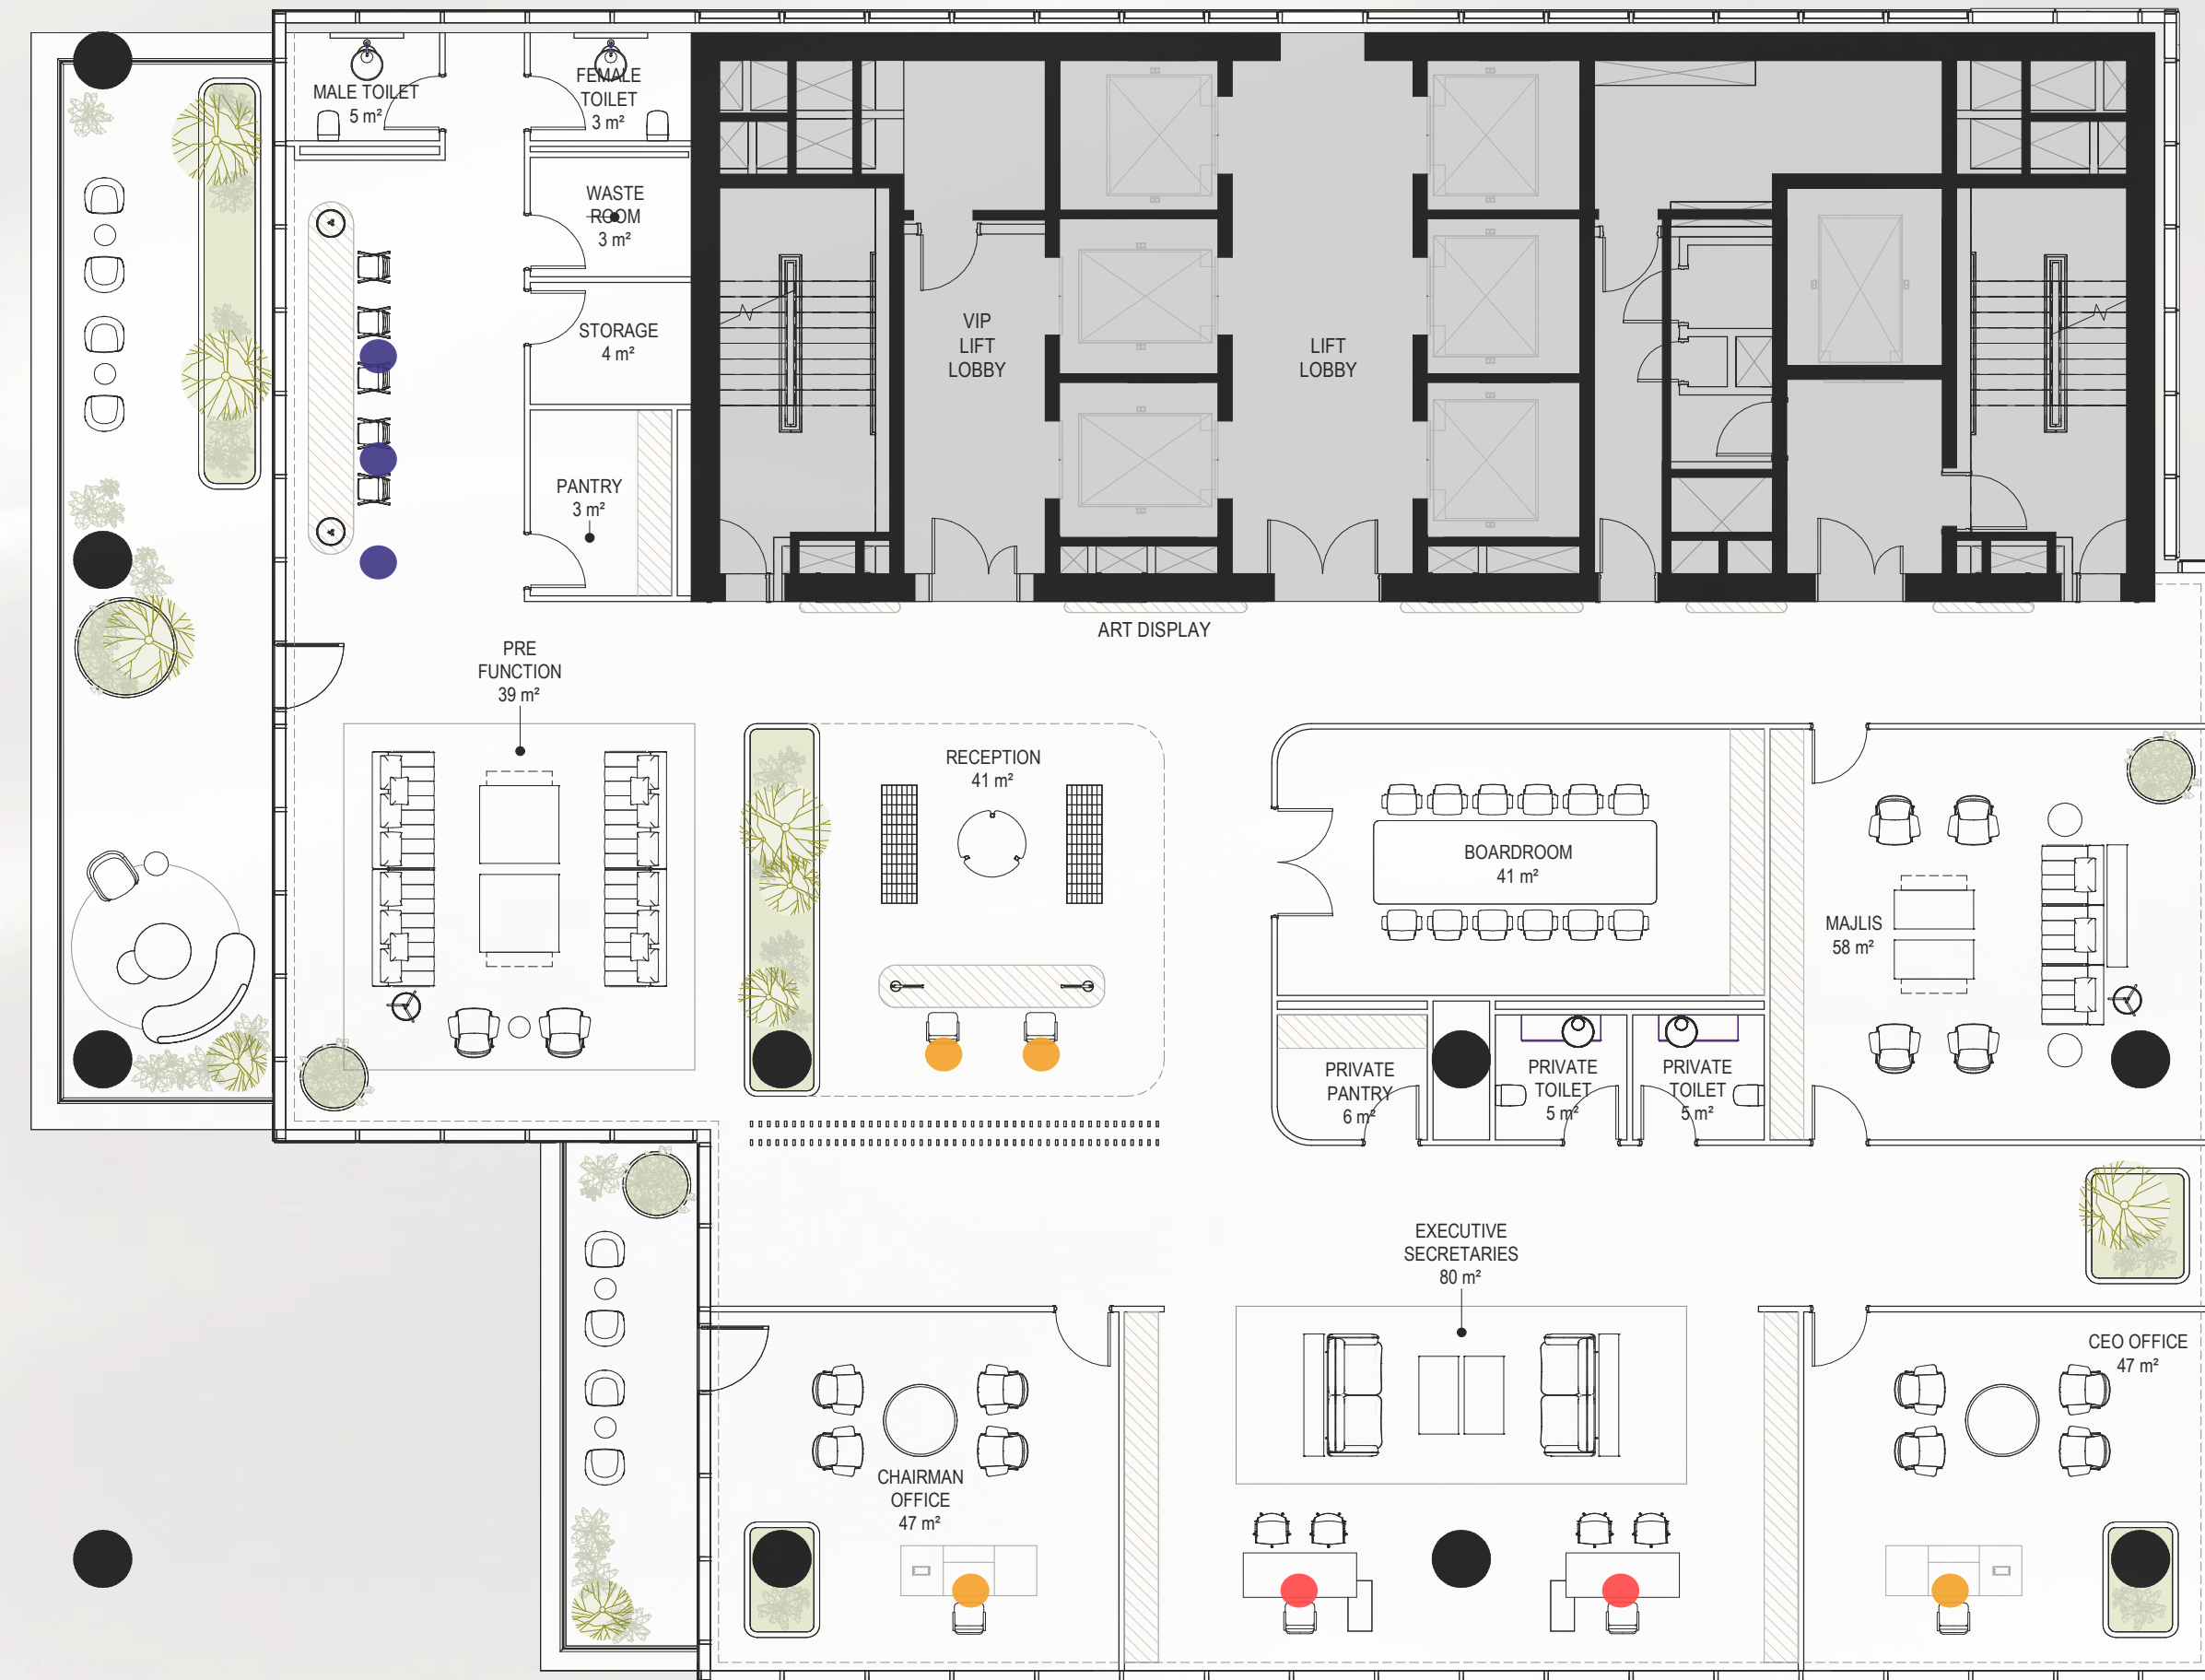 MALE TOILET
5 m²
FEMALE
TOILET
3 m²
WASTE
ROOM
3 m²
STORAGE
4 m²
PANTRY
3 m²
VIP
LIFT
LOBBY
LIFT
LOBBY
ART DISPLAY
PRE
FUNCTION
39 m²
RECEPTION
41 m²
BOARDROOM
41 m²
MAJLIS
58 m²
PRIVATE
PANTRY
6 m²
PRIVATE
TOILET
5 m²
PRIVATE
TOILET
5 m²
EXECUTIVE
SECRETARIES
80 m²
CHAIRMAN
OFFICE
47 m²
CEO OFFICE
47 m²